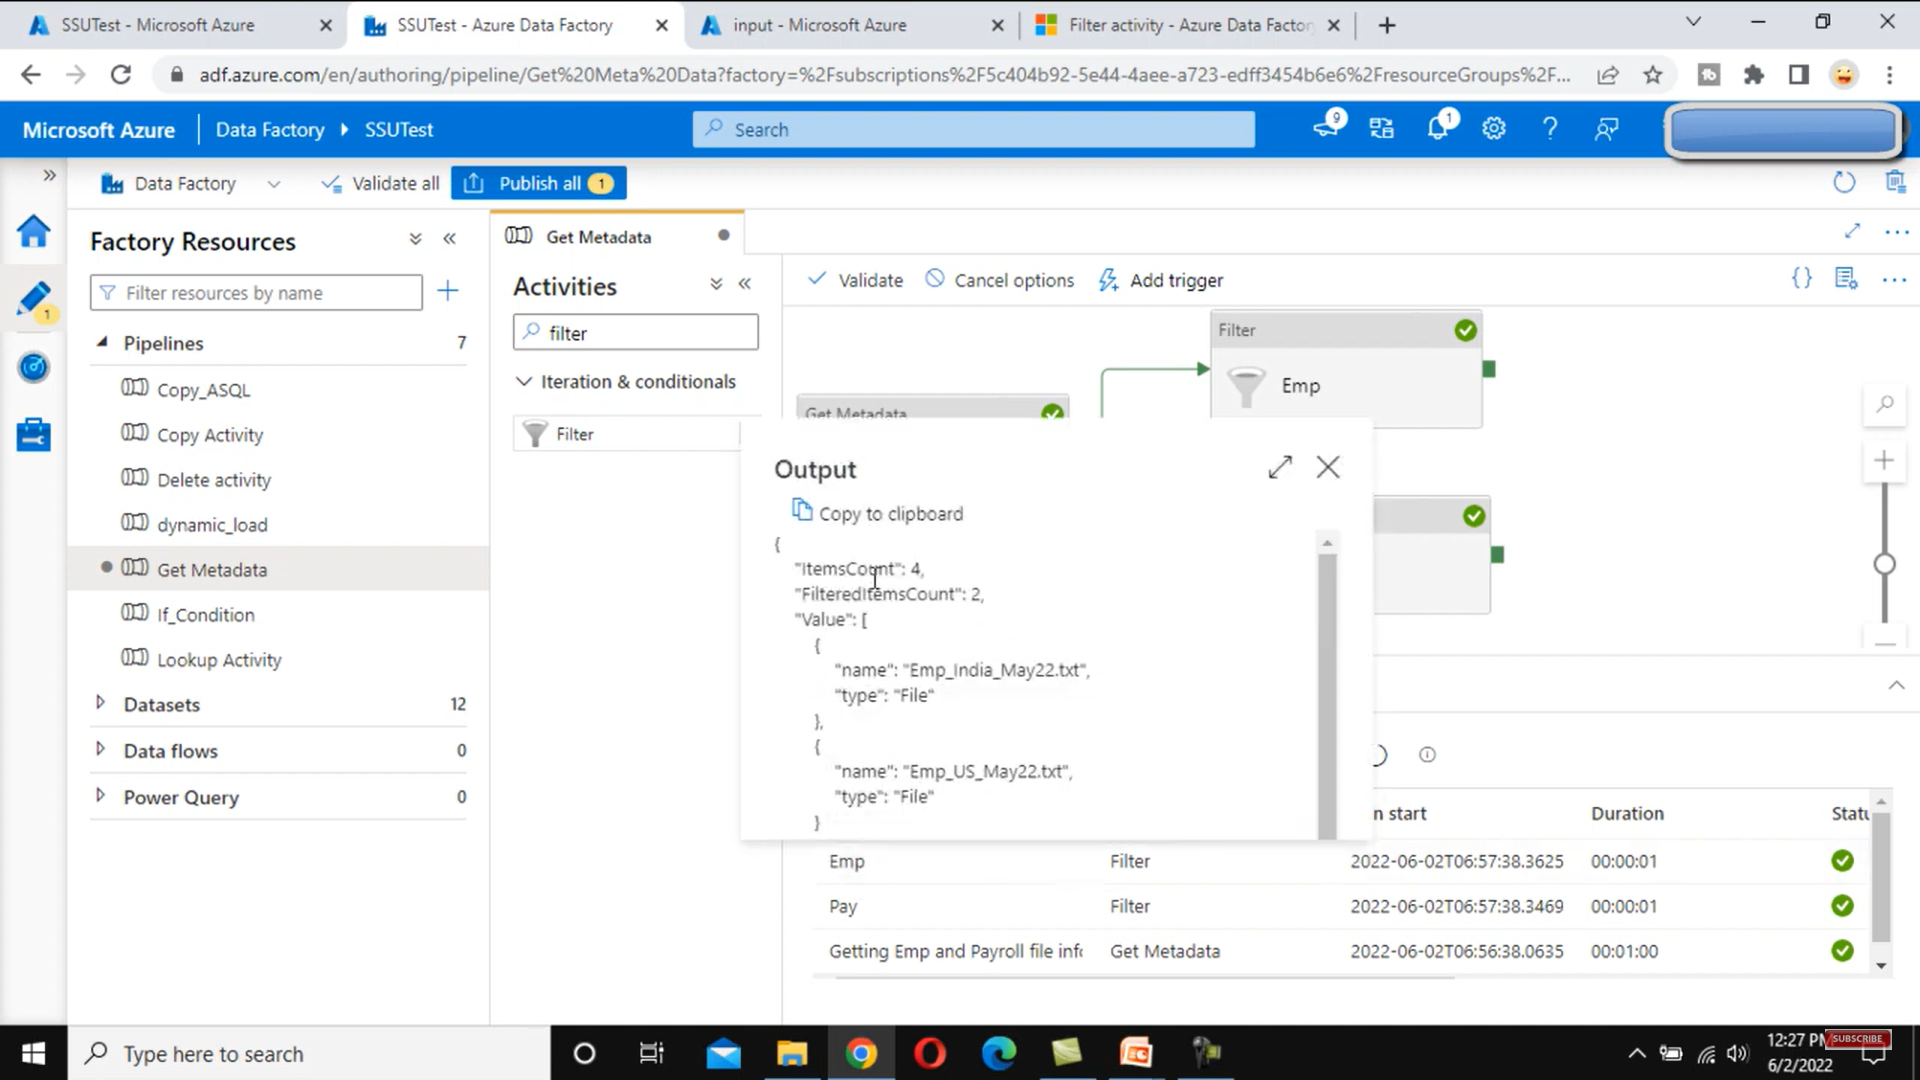 SSUTest - Microsoft Azure
SSUTest - Azure Data Factory
input - Microsoft Azure
Filter activity - Azure Data Factor
adf.azure.com/en/authoring/pipeline/Get%20Meta%20Data?factory=%2Fsubscriptions%2F5c404b92-5e44-4aee-a723-edff3454b6e6%2FresourceGroups%2F...
Microsoft Azure
Data Factory
SSUTest
Search
9
1
Data Factory
Validate all
Publish all 1
Factory Resources
Filter resources by name
1
Pipelines 7
Copy_ASQL
Copy Activity
Delete activity
dynamic_load
Get Metadata
If_Condition
Lookup Activity
Datasets 12
Data flows 0
Power Query 0
Get Metadata
Activities
filter
Iteration & conditionals
Filter
Validate
Cancel options
Add trigger
Filter
Emp
Get Metadata
Output
Copy to clipboard
{
"ItemsCount": 4,
"FilteredItemsCount": 2,
"Value": [
{
"name": "Emp_India_May22.txt",
"type": "File"
},
{
"name": "Emp_US_May22.txt",
"type": "File"
}
n start Duration Statu
Emp Filter 2022-06-02T06:57:38.3625 00:00:01
Pay Filter 2022-06-02T06:57:38.3469 00:00:01
Getting Emp and Payroll file info Get Metadata 2022-06-02T06:56:38.0635 00:01:00
Type here to search
12:27 PM
SUBSCRIBE
6/2/2022